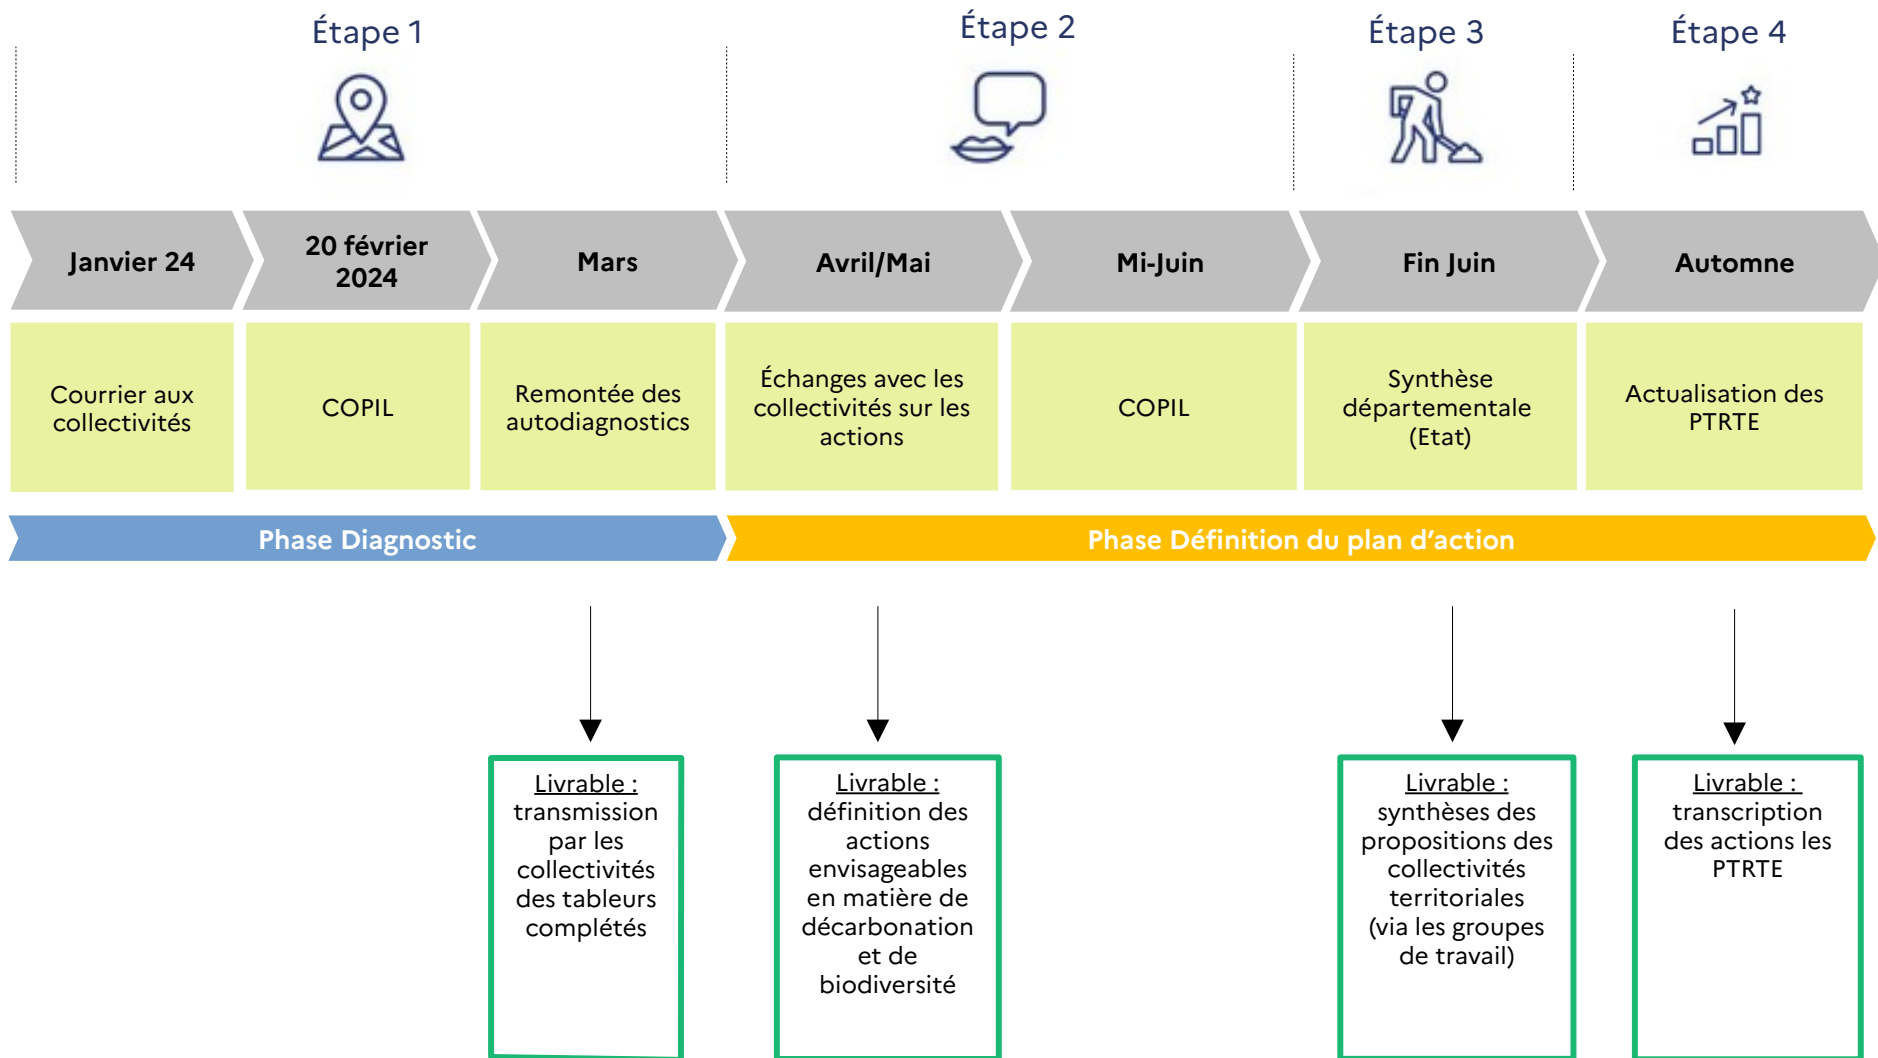 Étape 1
Étape 2
Étape 3
Étape 4
Janvier 24
20 février
2024
Mars
Avril/Mai
Mi-Juin
Fin Juin
Automne
Courrier aux
collectivités
COPIL
Remontée des
autodiagnostics
Échanges avec les
collectivités sur les
actions
COPIL
Synthèse
départementale
(Etat)
Actualisation des
PTRTE
Phase Diagnostic
Phase Définition du plan d’action
Livrable :
transmission
par les
collectivités
des tableurs
complétés
Livrable :
définition des
actions
envisageables
en matière de
décarbonation
et de
biodiversité
Livrable :
synthèses des
propositions des
collectivités
territoriales
(via les groupes
de travail)
Livrable :
transcription
des actions les
PTRTE